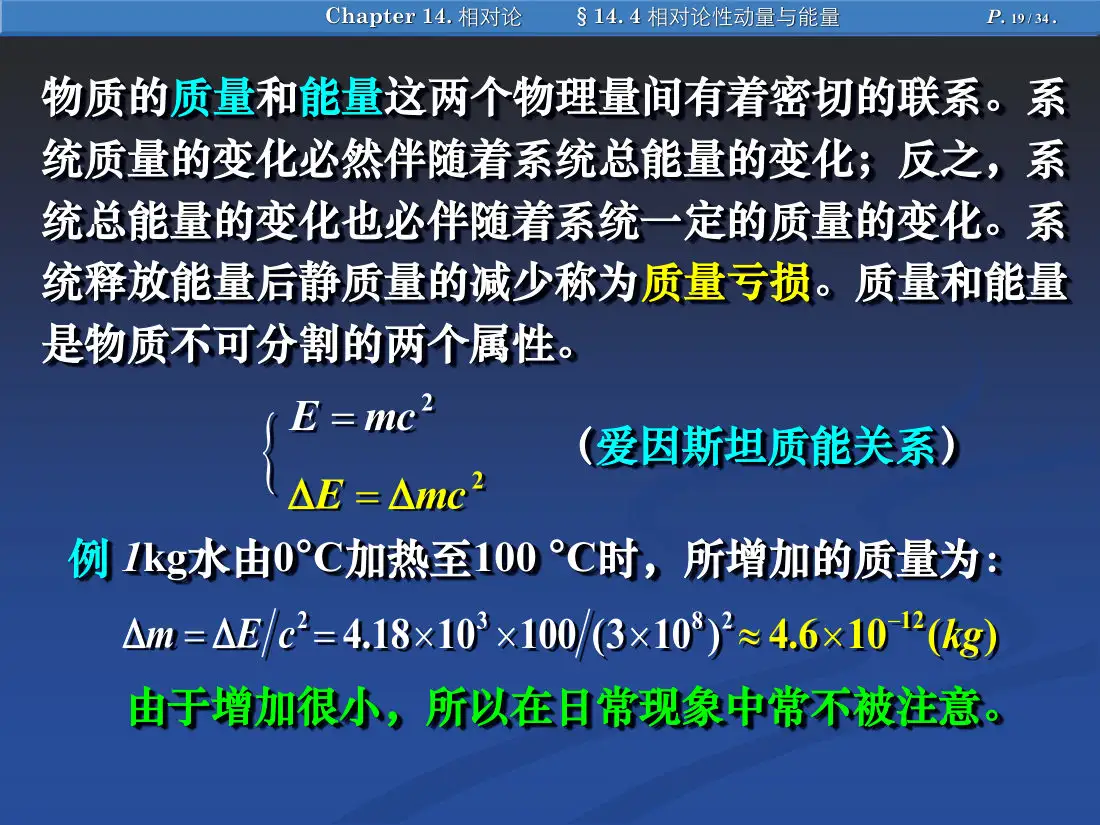 Chapter 14. 相对论 §14.4 相对论性动量与能量 P. 19/34.
物质的质量和能量这两个物理量间有着密切的联系。系
统质量的变化必然伴随着系统总能量的变化；反之，系
统总能量的变化也必伴随着系统一定的质量的变化。系
统释放能量后静质量的减少称为质量亏损。质量和能量
是物质不可分割的两个属性。
E = mc²
（爱因斯坦质能关系）
ΔE = Δmc²
例 1kg水由0°C加热至100 °C时，所增加的质量为：
Δm = ΔE/c² = 4.18×10³×100/(3×10⁸)² ≈ 4.6×10⁻¹²(kg)
由于增加很小，所以在日常现象中常不被注意。